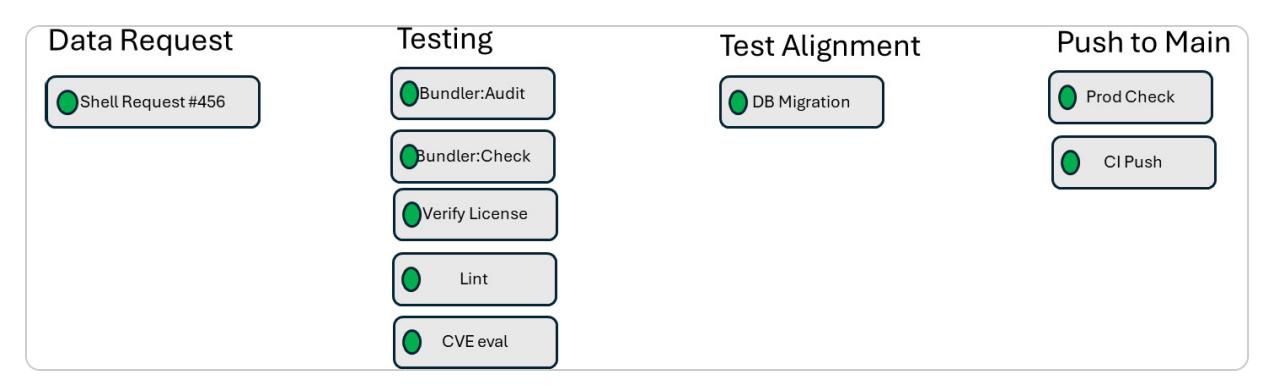 Data Request
Shell Request #456
Testing
Bundler:Audit
Bundler:Check
Verify License
Lint
CVE eval
Test Alignment
DB Migration
Push to Main
Prod Check
CI Push